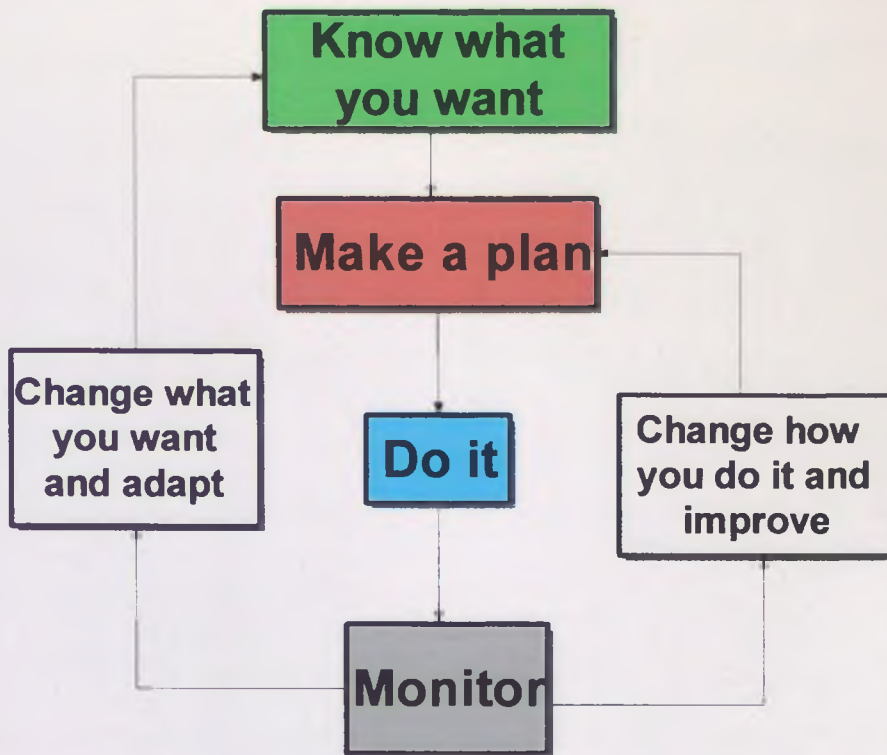 Know what
you want
Make a plan
Do it
Monitor
Change what
you want
and adapt
Change how
you do it and
improve